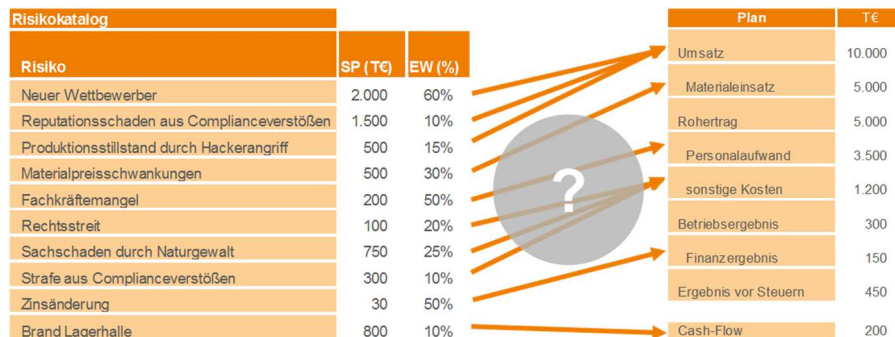 Risikokatalog
Risiko SP (T€) EW (%)
Neuer Wettbewerber 2.000 60%
Reputationsschaden aus Complianceverstößen 1.500 10%
Produktionsstillstand durch Hackerangriff 500 15%
Materialpreisschwankungen 500 30%
Fachkräftemangel 200 50%
Rechtsstreit 100 20%
Sachschaden durch Naturgewalt 750 25%
Strafe aus Complianceverstößen 300 10%
Zinsänderung 30 50%
Brand Lagerhalle 800 10%
?
Plan T€
Umsatz 10.000
Materialeinsatz 5.000
Rohertrag 5.000
Personalaufwand 3.500
sonstige Kosten 1.200
Betriebsergebnis 300
Finanzergebnis 150
Ergebnis vor Steuern 450
Cash-Flow 200